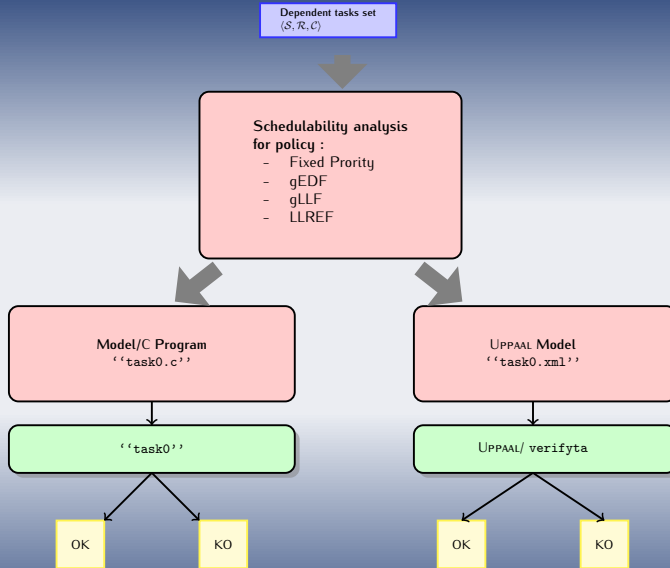 Dependent tasks set
⟨𝒮, ℛ, 𝒞⟩
Schedulability analysis
for policy :
- Fixed Prority
- gEDF
- gLLF
- LLREF
Model/C Program
‘‘task0.c’’
UPPAAL Model
‘‘task0.xml’’
‘‘task0’’
UPPAAL/ verifyta
OK
KO
OK
KO